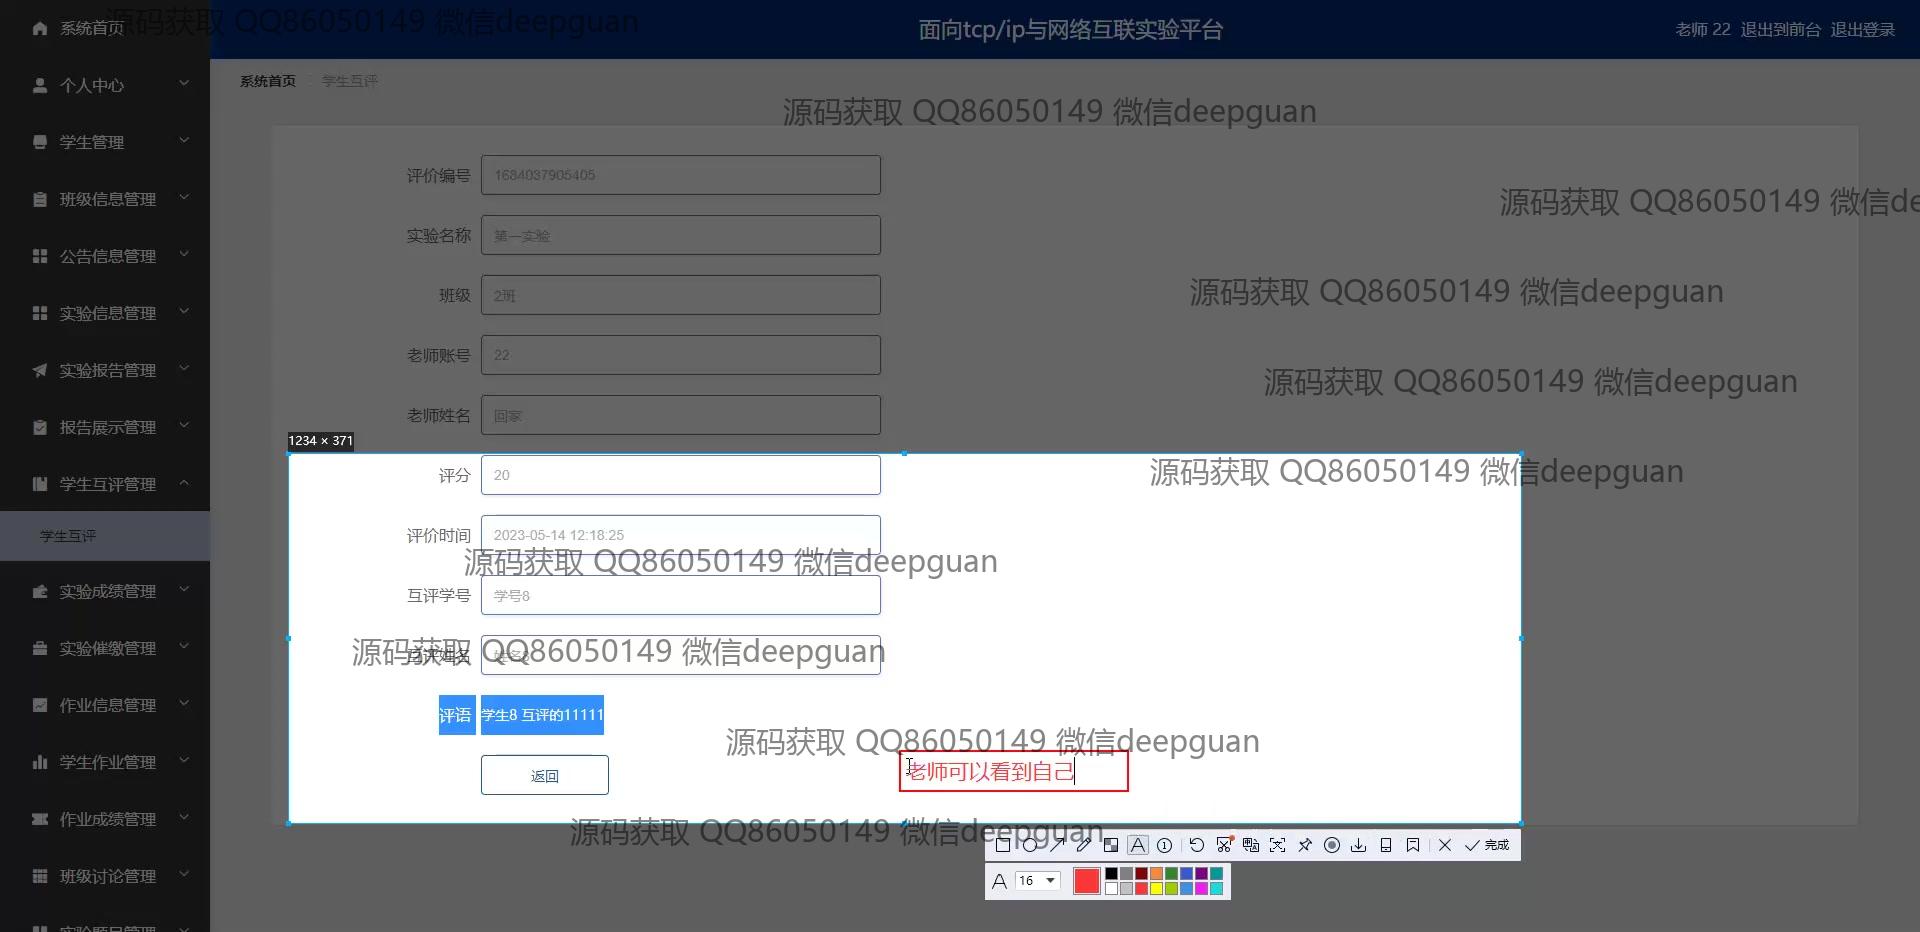 系统首页
源码获取 QQ86050149 微信deepguan
面向tcp/ip与网络互联实验平台
老师 22 退出到前台 退出登录
个人中心
系统首页 学生互评
源码获取 QQ86050149 微信deepguan
学生管理
评价编号 1684037905405
班级信息管理
源码获取 QQ86050149 微信de
实验名称 第一实验
公告信息管理
班级 2班
源码获取 QQ86050149 微信deepguan
实验信息管理
老师账号 22
实验报告管理
源码获取 QQ86050149 微信deepguan
老师姓名 回家
报告展示管理
1234 × 371
评分 20
源码获取 QQ86050149 微信deepguan
学生互评管理
学生互评
评价时间 2023-05-14 12:18:25
源码获取 QQ86050149 微信deepguan
实验成绩管理
互评学号 学号8
实验催缴管理
互评姓名 姓名8
源码获取 QQ86050149 微信deepguan
作业信息管理
评语 学生8 互评的11111
源码获取 QQ86050149 微信deepguan
学生作业管理
返回
老师可以看到自己
作业成绩管理
源码获取 QQ86050149 微信deepguan
完成
班级讨论管理
A 16
实验题目管理